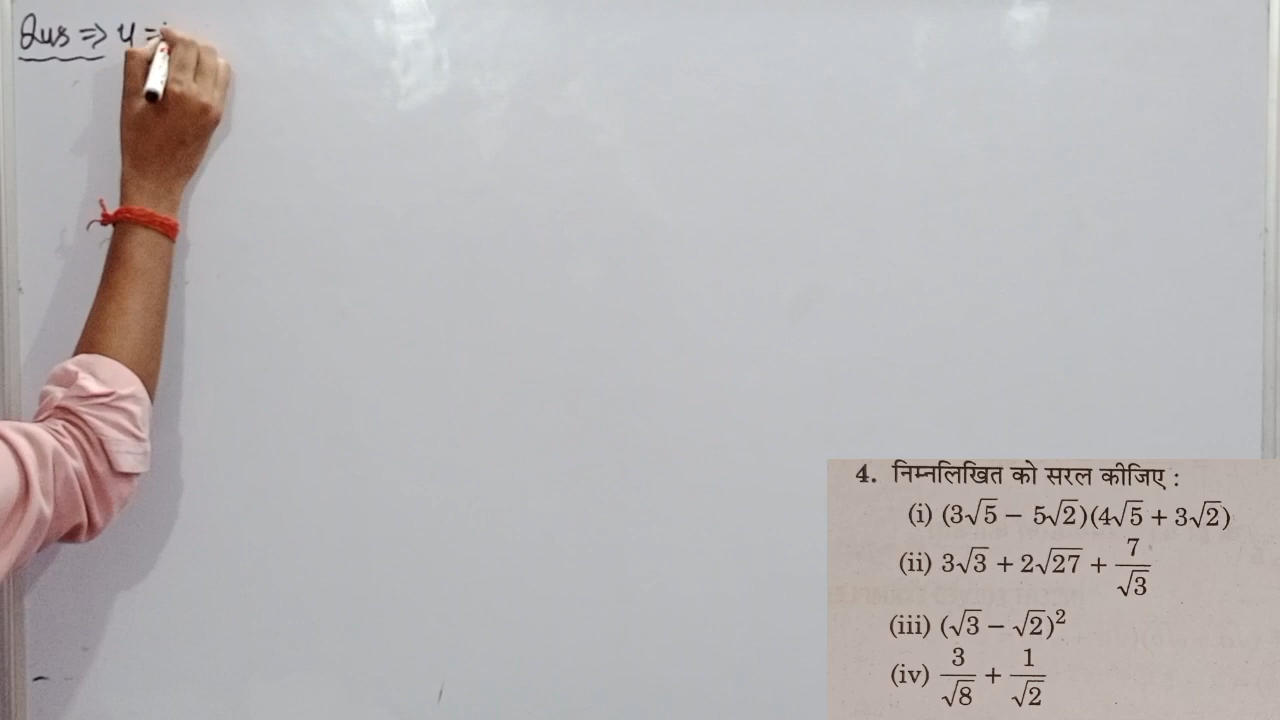 Qus ⇒ 4 ⇒
4. निम्नलिखित को सरल कीजिए :
(i) (3√5 − 5√2)(4√5 + 3√2)
(ii) 3√3 + 2√27 + 7/√3
(iii) (√3 − √2)²
(iv) 3/√8 + 1/√2